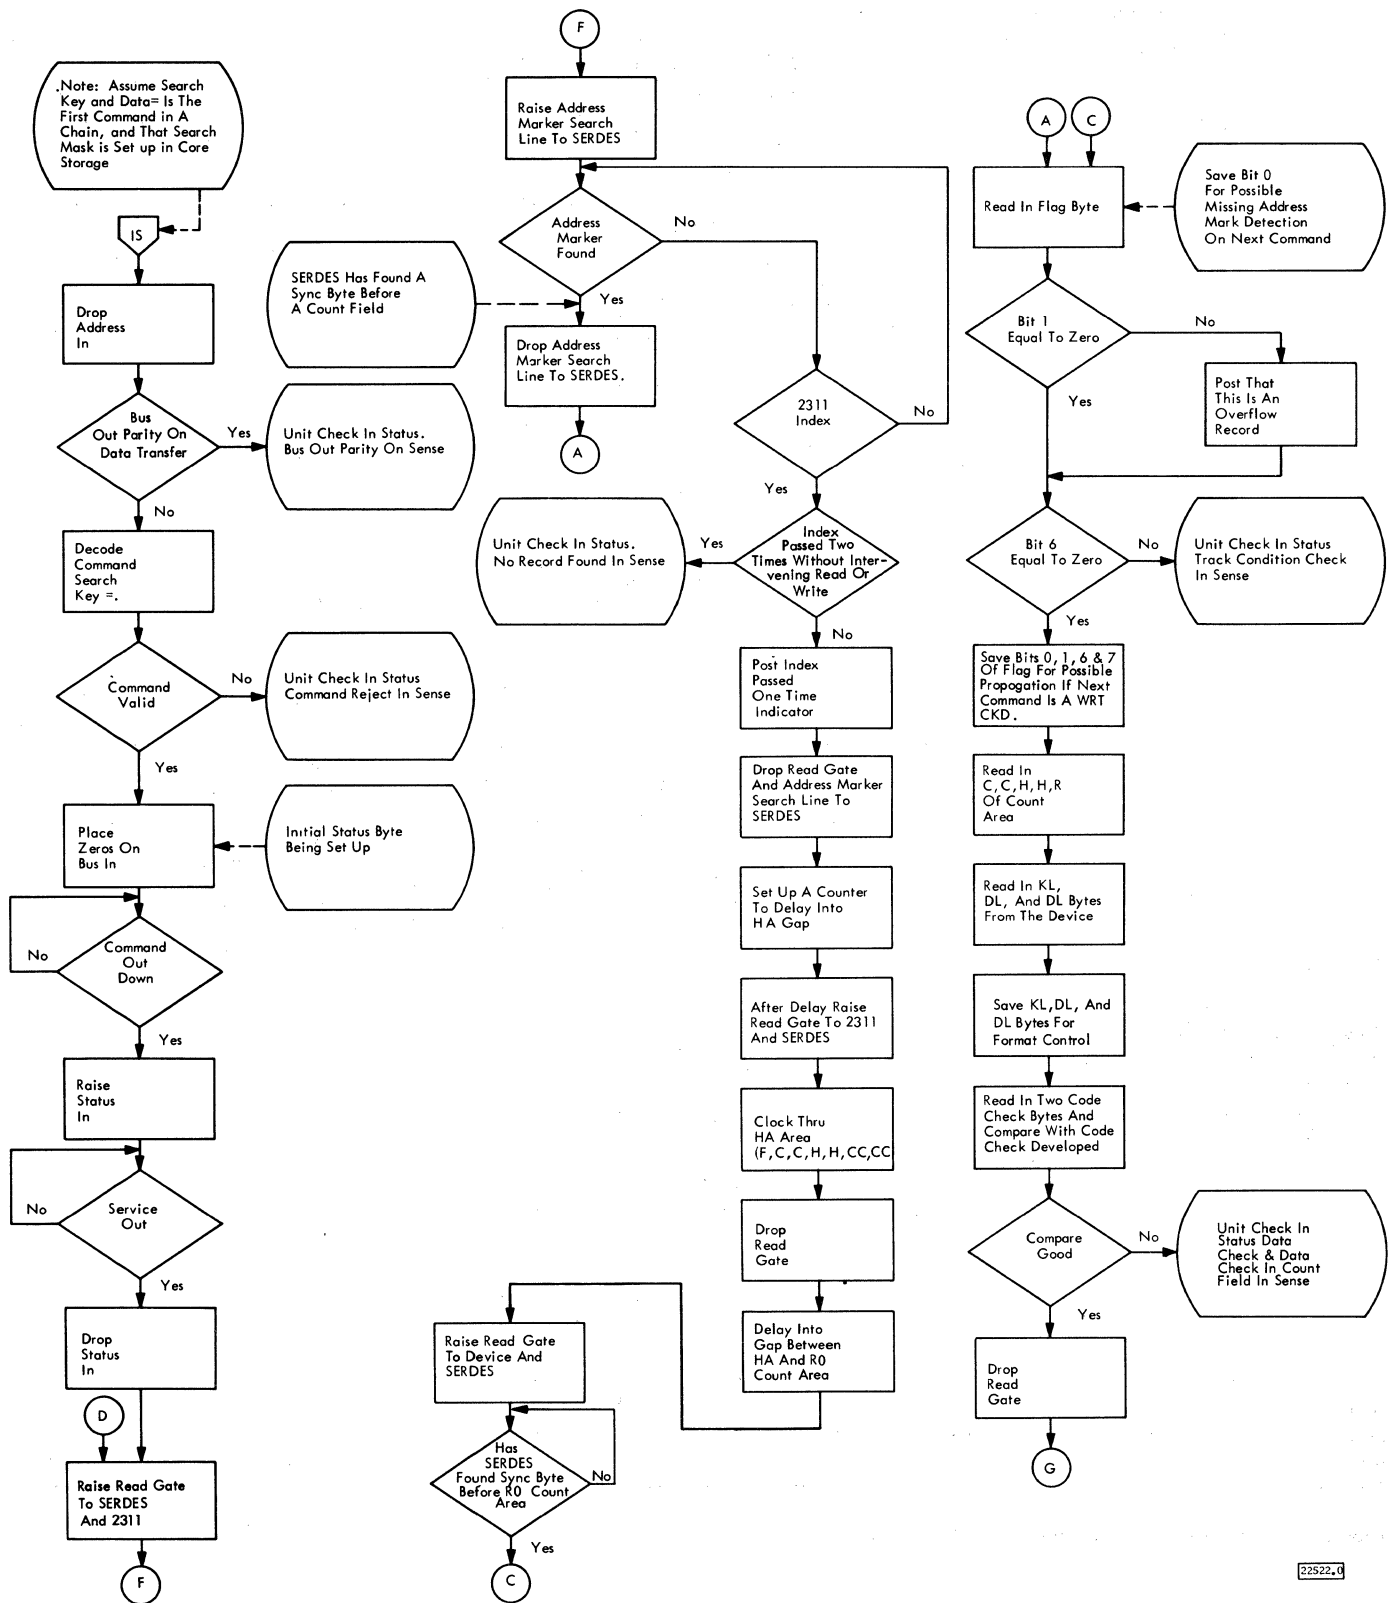 .Note: Assume Search
Key and Data= Is The
First Command in A
Chain, and That Search
Mask is Set up in Core
Storage
IS
Drop
Address
In
Bus
Out Parity On
Data Transfer
Yes
Unit Check In Status.
Bus Out Parity On Sense
No
Decode
Command
Search
Key =.
Command
Valid
No
Unit Check In Status
Command Reject In Sense
Yes
Place
Zeros On
Bus In
Initial Status Byte
Being Set Up
Command
Out
Down
No
Yes
Raise
Status
In
Service
Out
No
Yes
Drop
Status
In
D
Raise Read Gate
To SERDES
And 2311
F
F
Raise Address
Marker Search
Line To SERDES
Address
Marker
Found
No
SERDES Has Found A
Sync Byte Before
A Count Field
Yes
Drop Address
Marker Search
Line To SERDES.
A
2311
Index
No
Yes
Index
Passed Two
Times Without Inter-
vening Read Or
Write
Yes
Unit Check In Status.
No Record Found In Sense
No
Post Index
Passed
One Time
Indicator
Drop Read Gate
And Address Marker
Search Line To
SERDES
Set Up A Counter
To Delay Into
HA Gap
After Delay Raise
Read Gate To 2311
And SERDES
Clock Thru
HA Area
(F,C,C,H,H,CC,CC
Drop
Read
Gate
Delay Into
Gap Between
HA And R0
Count Area
Raise Read Gate
To Device And
SERDES
Has
SERDES
Found Sync Byte
Before R0 Count
Area
No
Yes
C
A
C
Read In Flag Byte
Save Bit 0
For Possible
Missing Address
Mark Detection
On Next Command
Bit 1
Equal To Zero
No
Post That
This Is An
Overflow
Record
Yes
Bit 6
Equal To Zero
No
Unit Check In Status
Track Condition Check
In Sense
Yes
Save Bits 0, 1, 6 & 7
Of Flag For Possible
Propogation If Next
Command Is A WRT
CKD.
Read In
C,C,H,H,R
Of Count
Area
Read In KL,
DL, And DL Bytes
From The Device
Save KL,DL, And
DL Bytes For
Format Control
Read In Two Code
Check Bytes And
Compare With Code
Check Developed
Compare
Good
No
Unit Check In
Status Data
Check & Data
Check In Count
Field In Sense
Yes
Drop
Read
Gate
G
22522.0